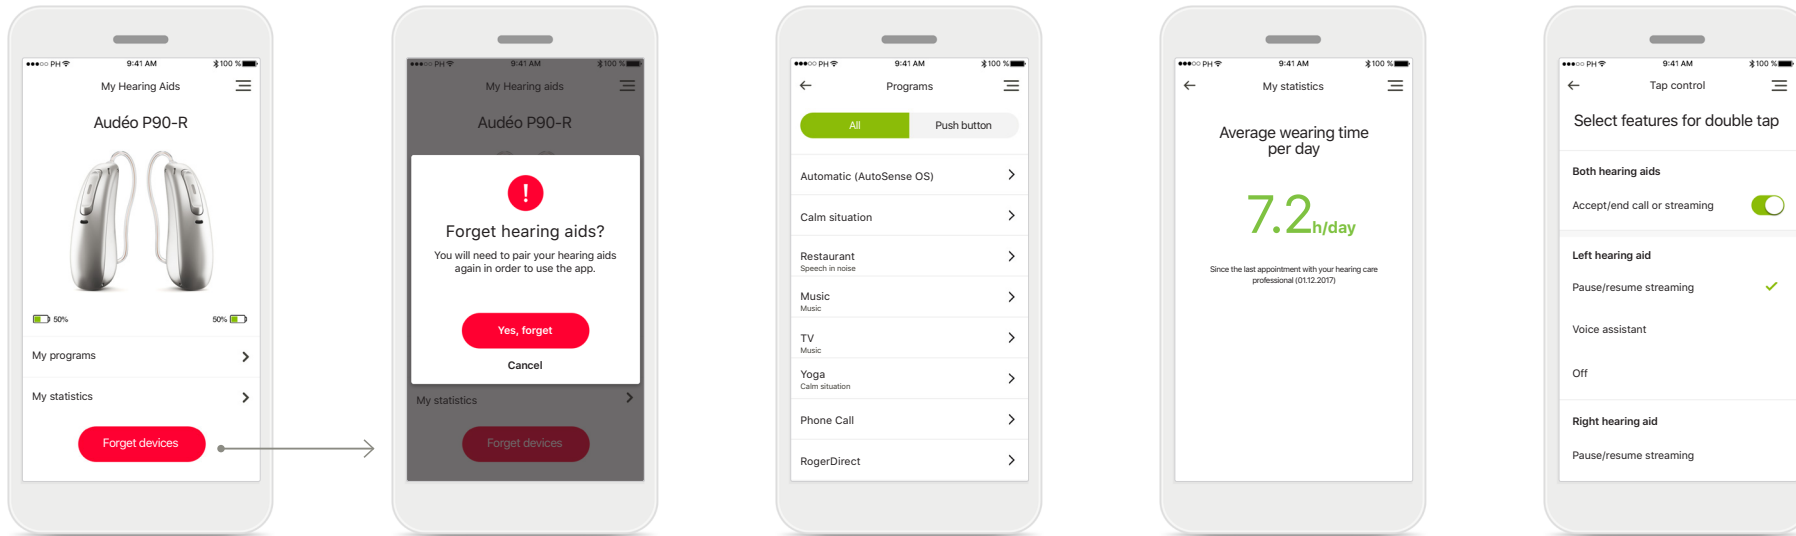 ●●●○○ PH 9:41 AM 100 %
My Hearing Aids
Audéo P90-R
50% 50%
My programs
My statistics
Forget devices
●●●○○ PH 9:41 AM 100 %
My Hearing aids
Audéo P90-R
!
Forget hearing aids?
You will need to pair your hearing aids
again in order to use the app.
Yes, forget
Cancel
My statistics
Forget devices
●●●○○ PH 9:41 AM 100 %
Programs
All Push button
Automatic (AutoSense OS)
Calm situation
Restaurant
Speech in noise
Music
Music
TV
Music
Yoga
Calm situation
Phone Call
RogerDirect
●●●○○ PH 9:41 AM 100 %
My statistics
Average wearing time
per day
7.2h/day
Since the last appointment with your hearing care
professional (01.12.2017)
●●●○○ PH 9:41 AM 100 %
Tap control
Select features for double tap
Both hearing aids
Accept/end call or streaming
Left hearing aid
Pause/resume streaming
Voice assistant
Off
Right hearing aid
Pause/resume streaming